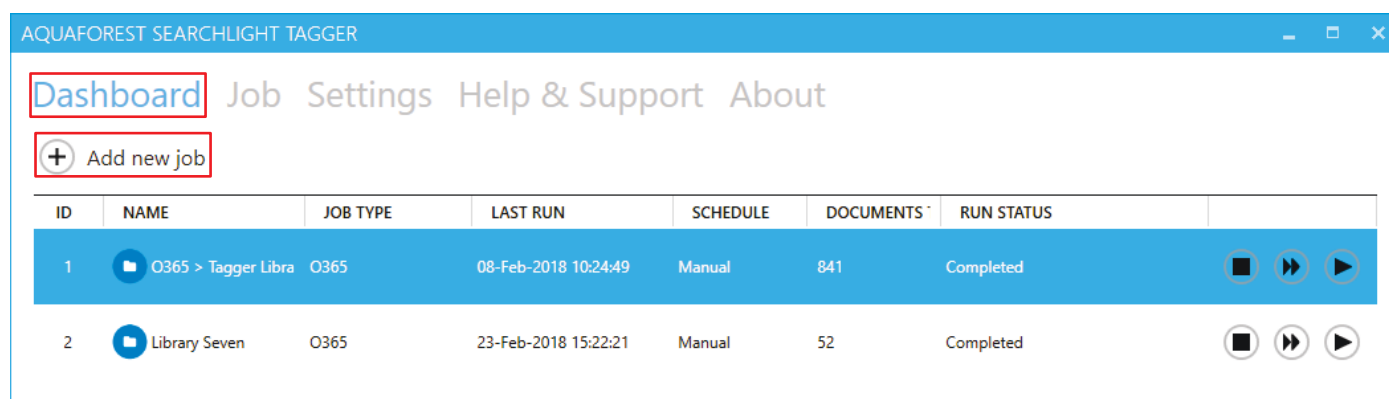 AQUAFOREST SEARCHLIGHT TAGGER
Dashboard Job Settings Help & Support About
Add new job
ID NAME JOB TYPE LAST RUN SCHEDULE DOCUMENTS RUN STATUS
1 O365 > Tagger Libra O365 08-Feb-2018 10:24:49 Manual 841 Completed
2 Library Seven O365 23-Feb-2018 15:22:21 Manual 52 Completed